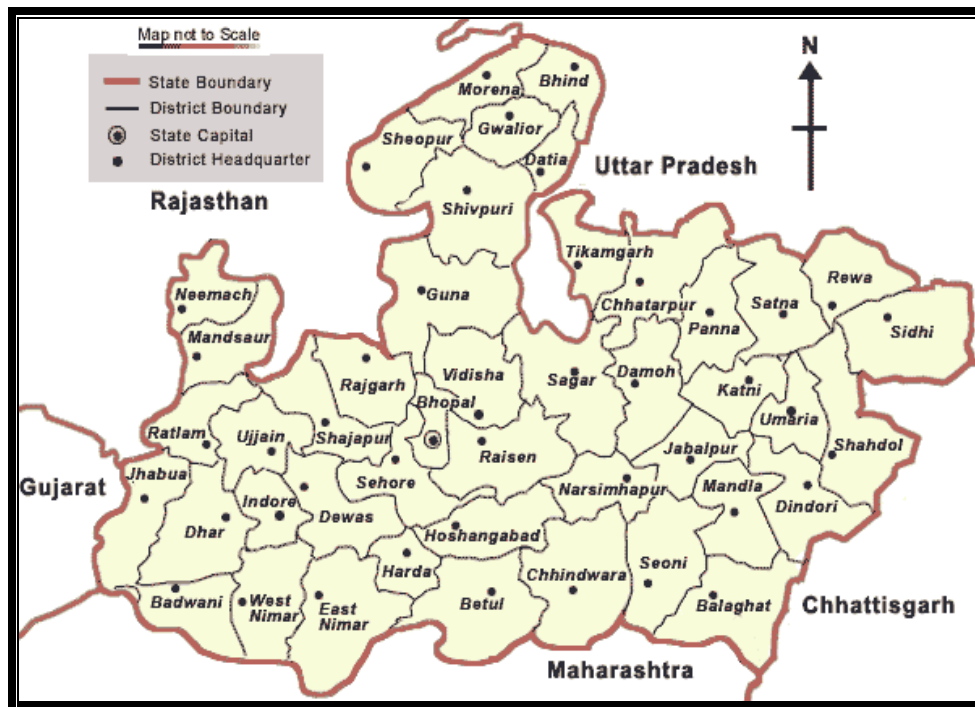 Map not to Scale
State Boundary
District Boundary
State Capital
District Headquarter
N
Rajasthan
Uttar Pradesh
Gujarat
Chhattisgarh
Maharashtra
Bhind
Morena
Gwalior
Sheopur
Datia
Shivpuri
Tikamgarh
Rewa
Neemach
Guna
Chhatarpur
Satna
Panna
Sidhi
Mandsaur
Rajgarh
Vidisha
Sagar
Damoh
Katni
Bhopal
Umaria
Ratlam
Ujjain
Shajapur
Raisen
Jabalpur
Shahdol
Jhabua
Sehore
Narsimhapur
Mandla
Indore
Dewas
Dindori
Dhar
Hoshangabad
Harda
Chhindwara
Seoni
Badwani
West
Nimar
East
Nimar
Betul
Balaghat